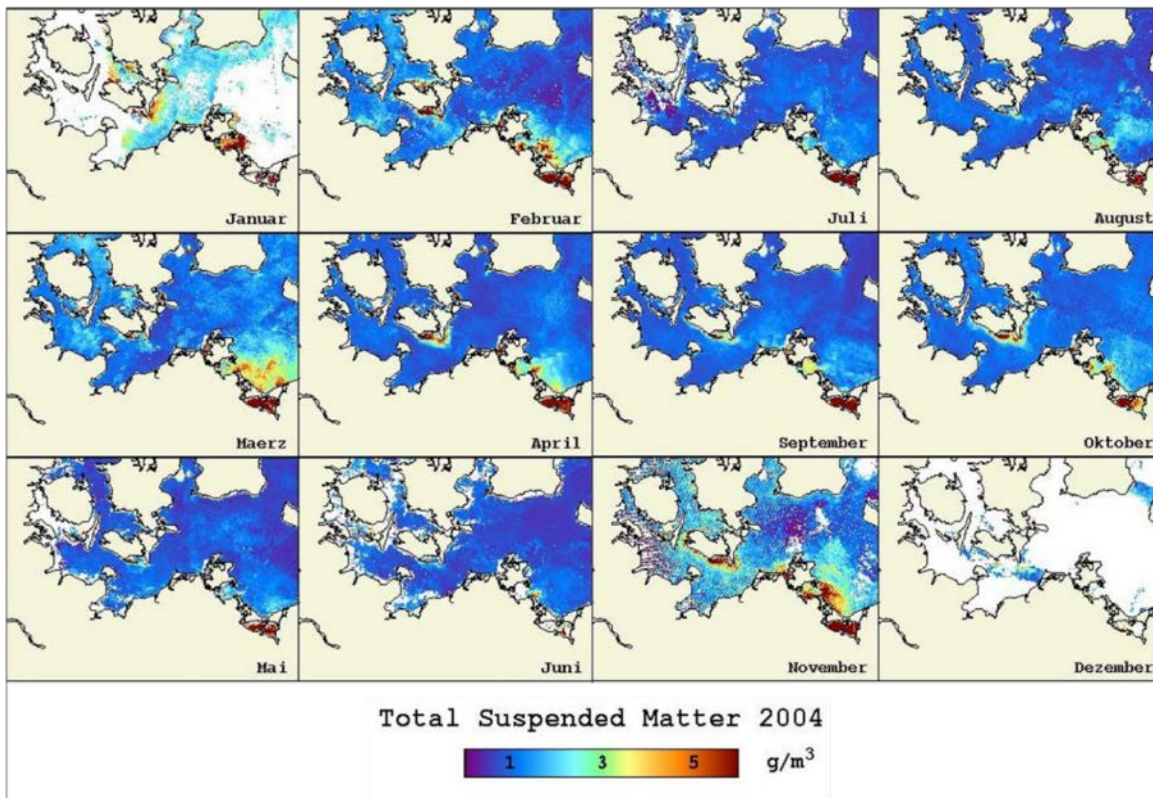 Januar
Februar
Juli
August
Maerz
April
September
Oktober
Mai
Juni
November
Dezember
Total Suspended Matter 2004
1 3 5 g/m³